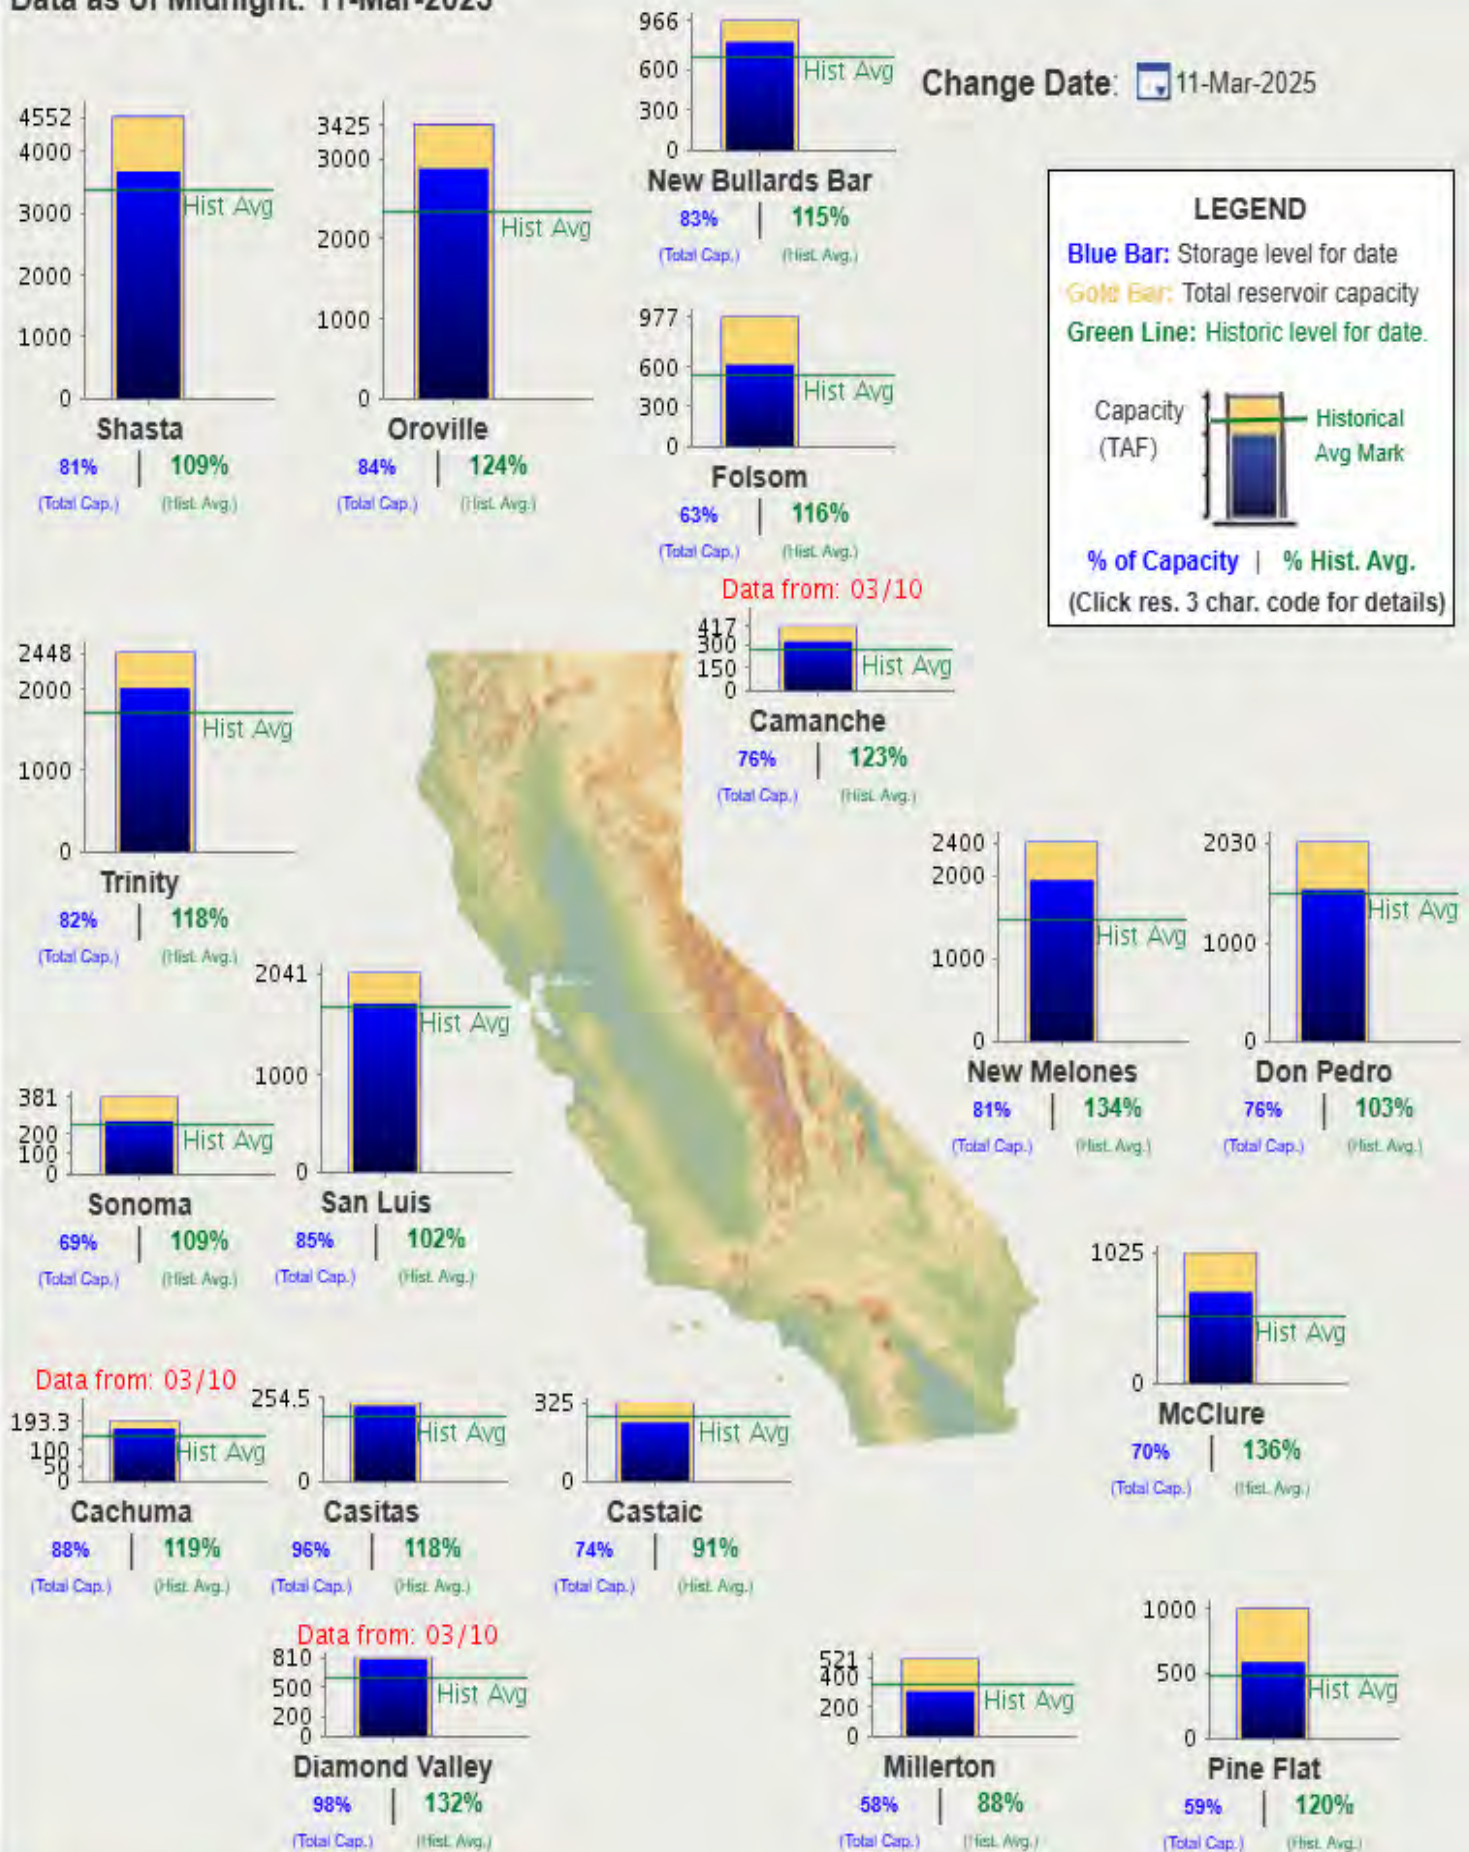 Data as of Midnight: 11-Mar-2025
Change Date: 11-Mar-2025
966
600
300
0
Hist Avg
New Bullards Bar
83% | 115%
(Total Cap.) (Hist. Avg.)
4552
4000
3000
2000
1000
0
Hist Avg
Shasta
81% | 109%
(Total Cap.) (Hist. Avg.)
3425
3000
2000
1000
0
Hist Avg
Oroville
84% | 124%
(Total Cap.) (Hist. Avg.)
977
600
300
0
Hist Avg
Folsom
63% | 116%
(Total Cap.) (Hist. Avg.)
LEGEND
Blue Bar: Storage level for date
Gold Bar: Total reservoir capacity
Green Line: Historic level for date.
Capacity
(TAF)
Historical
Avg Mark
% of Capacity | % Hist. Avg.
(Click res. 3 char. code for details)
Data from: 03/10
417
300
150
0
Hist Avg
Camanche
76% | 123%
(Total Cap.) (Hist. Avg.)
2448
2000
1000
0
Hist Avg
Trinity
82% | 118%
(Total Cap.) (Hist. Avg.)
2400
2000
1000
0
Hist Avg
New Melones
81% | 134%
(Total Cap.) (Hist. Avg.)
2030
1000
0
Hist Avg
Don Pedro
76% | 103%
(Total Cap.) (Hist. Avg.)
381
200
100
0
Hist Avg
Sonoma
69% | 109%
(Total Cap.) (Hist. Avg.)
2041
1000
0
Hist Avg
San Luis
85% | 102%
(Total Cap.) (Hist. Avg.)
1025
0
Hist Avg
McClure
70% | 136%
(Total Cap.) (Hist. Avg.)
Data from: 03/10
193.3
100
50
0
Hist Avg
Cachuma
88% | 119%
(Total Cap.) (Hist. Avg.)
254.5
0
Hist Avg
Casitas
96% | 118%
(Total Cap.) (Hist. Avg.)
325
0
Hist Avg
Castaic
74% | 91%
(Total Cap.) (Hist. Avg.)
Data from: 03/10
810
500
200
0
Hist Avg
Diamond Valley
98% | 132%
(Total Cap.) (Hist. Avg.)
521
400
200
0
Hist Avg
Millerton
58% | 88%
(Total Cap.) (Hist. Avg.)
1000
500
0
Hist Avg
Pine Flat
59% | 120%
(Total Cap.) (Hist. Avg.)